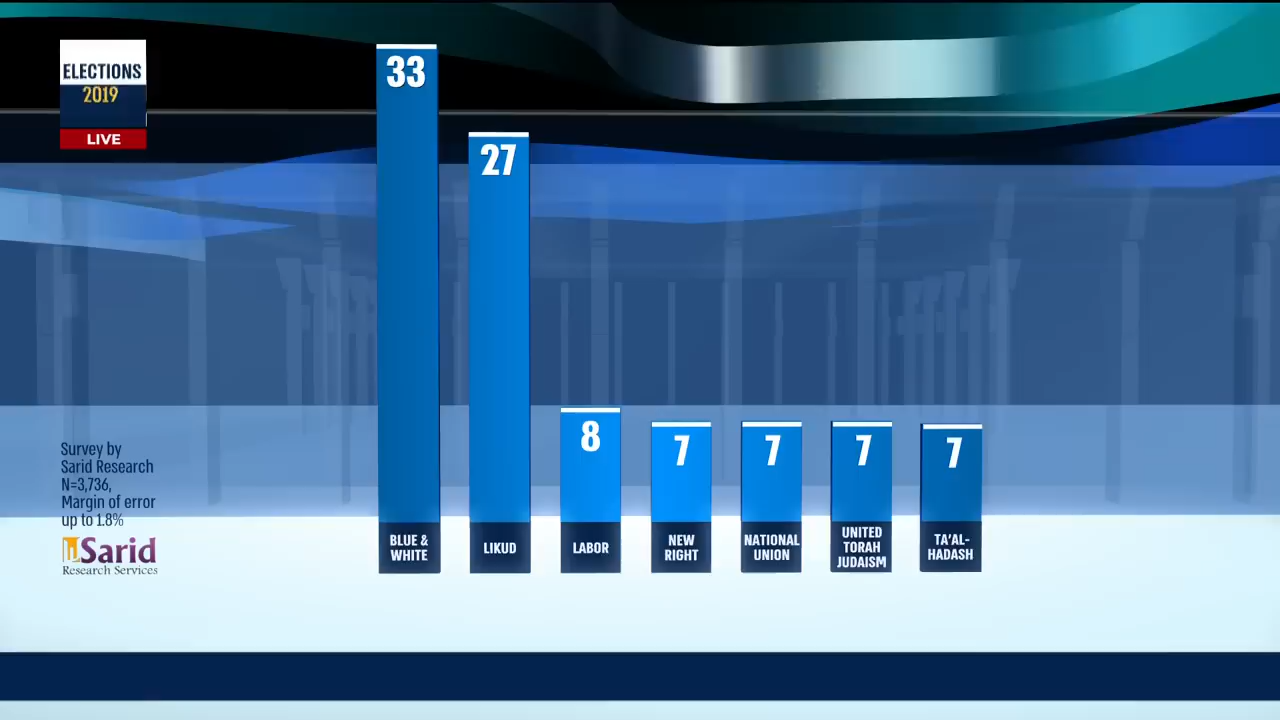 ELECTIONS
2019
LIVE
33
27
8
7
7
7
7
BLUE &
WHITE
LIKUD
LABOR
NEW
RIGHT
NATIONAL
UNION
UNITED
TORAH
JUDAISM
TA'AL-
HADASH
Survey by
Sarid Research
N=3,736,
Margin of error
up to 1.8%
Sarid
Research Services